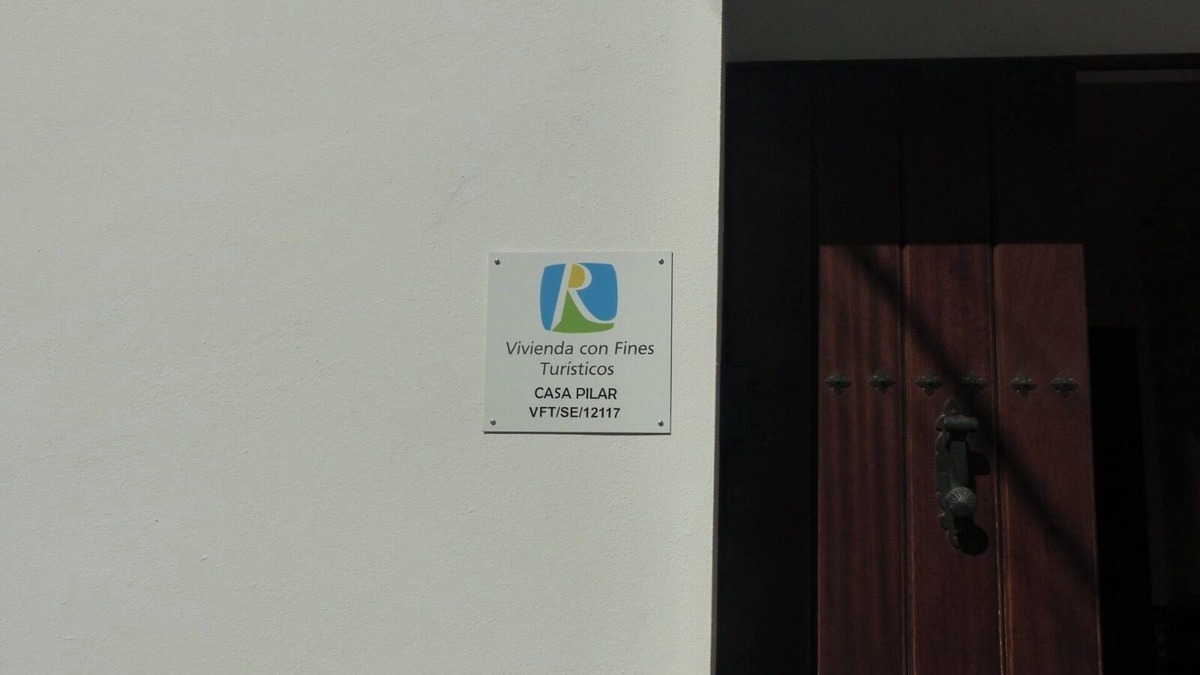 R
Vivienda con Fines
Turísticos
CASA PILAR
VFT/SE/12117